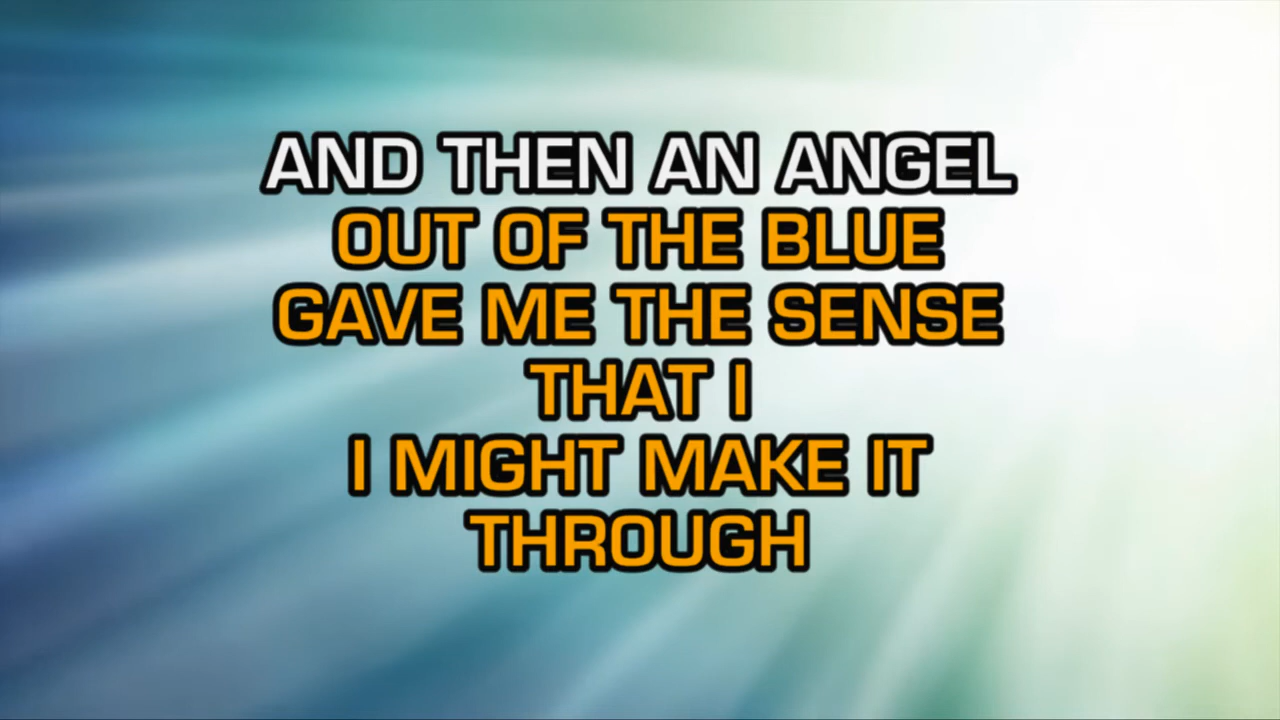 AND THEN AN ANGEL
OUT OF THE BLUE
GAVE ME THE SENSE
THAT I
I MIGHT MAKE IT
THROUGH